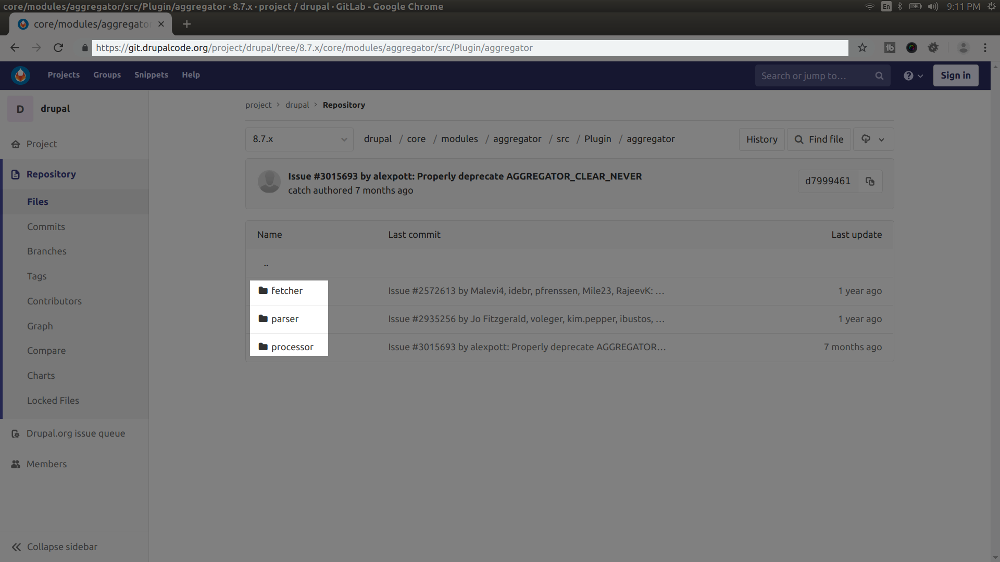 core/modules/aggregator/src/Plugin/aggregator · 8.7.x · project / drupal · GitLab - Google Chrome
En
9:11 PM
core/modules/aggregato
https://git.drupalcode.org/project/drupal/tree/8.7.x/core/modules/aggregator/src/Plugin/aggregator
Projects Groups Snippets Help
Search or jump to…
Sign in
D drupal
Project
Repository
Files
Commits
Branches
Tags
Contributors
Graph
Compare
Charts
Locked Files
Drupal.org issue queue
Members
Collapse sidebar
project > drupal > Repository
8.7.x
drupal / core / modules / aggregator / src / Plugin / aggregator
History
Find file
Issue #3015693 by alexpott: Properly deprecate AGGREGATOR_CLEAR_NEVER
catch authored 7 months ago
d7999461
Name Last commit Last update
..
fetcher Issue #2572613 by Malevi4, idebr, pfrenssen, Mile23, RajeevK: … 1 year ago
parser Issue #2935256 by Jo Fitzgerald, voleger, kim.pepper, ibustos, … 1 year ago
processor Issue #3015693 by alexpott: Properly deprecate AGGREGATOR… 7 months ago